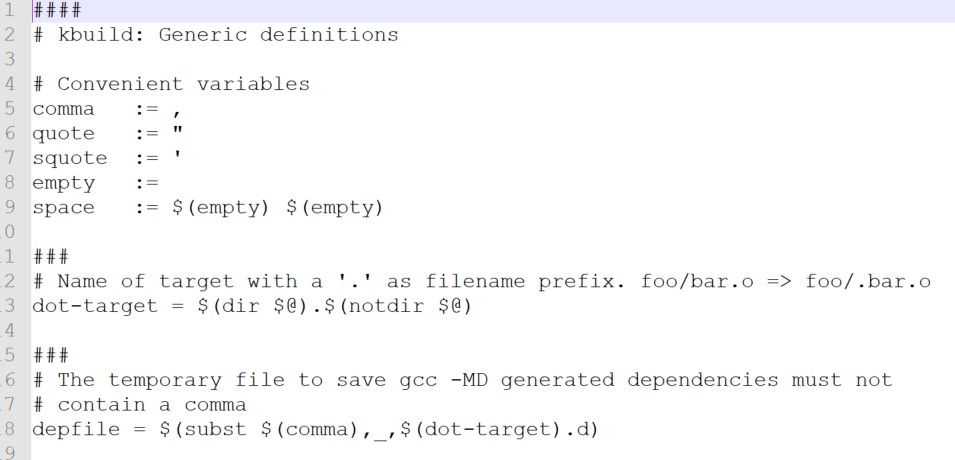 1 ####
2 # kbuild: Generic definitions
3
4 # Convenient variables
5 comma   := ,
6 quote   := "
7 squote  := '
8 empty   :=
9 space   := $(empty) $(empty)
0
1 ###
2 # Name of target with a '.' as filename prefix. foo/bar.o => foo/.bar.o
3 dot-target = $(dir $@).$(notdir $@)
4
5 ###
6 # The temporary file to save gcc -MD generated dependencies must not
7 # contain a comma
8 depfile = $(subst $(comma),_,$(dot-target).d)
9